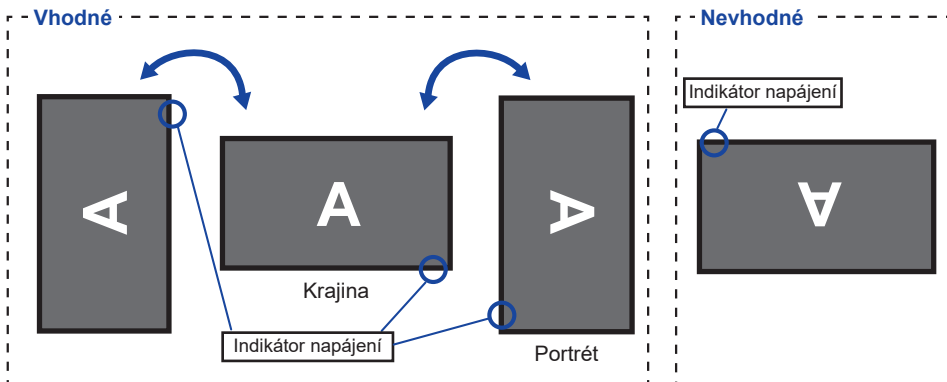 Vhodné
Nevhodné
Indikátor napájení
A
A
A
A
Krajina
Indikátor napájení
Portrét